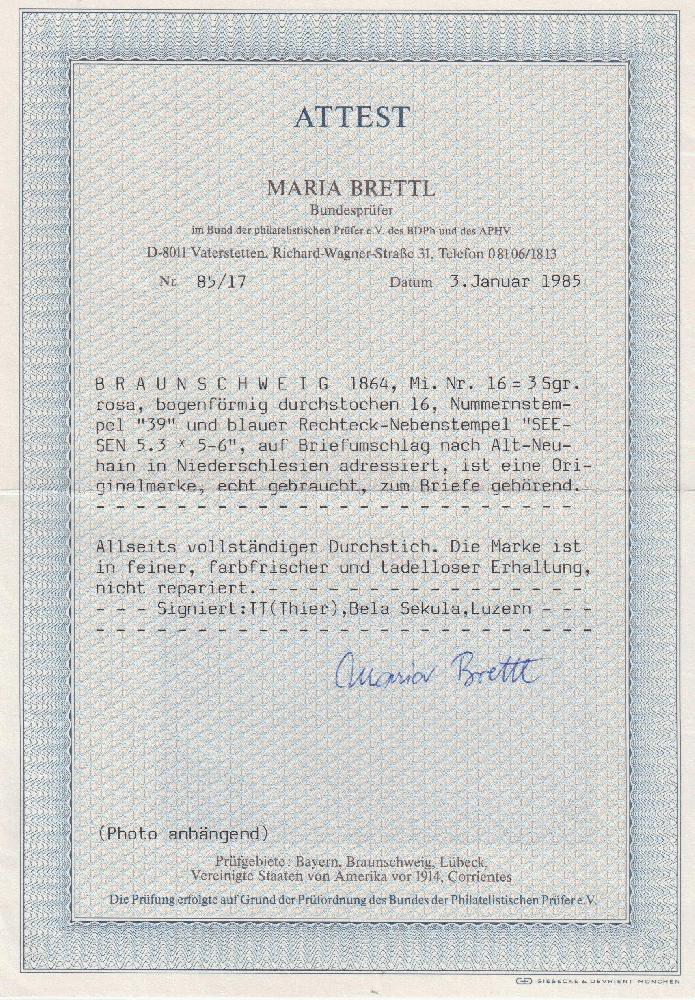 ATTEST
MARIA BRETTL
Bundesprüfer
im Bund der philatelistischen Prüfer e.V. des BDPh und des APHV
D-8011 Vaterstetten, Richard-Wagner-Straße 31, Telefon 08106/1813
Nr. 85/17 Datum 3.Januar 1985
B R A U N S C H W E I G 1864, Mi. Nr. 16 = 3 Sgr.
rosa, bogenförmig durchstochen 16, Nummernstem-
pel "39" und blauer Rechteck-Nebenstempel "SEE-
SEN 5.3 * 5-6", auf Briefumschlag nach Alt-Neu-
hain in Niederschlesien adressiert, ist eine Ori-
ginalmarke, echt gebraucht, zum Briefe gehörend.
- - - - - - - - - - - - - - - - - - - - - - - -
Allseits vollständiger Durchstich. Die Marke ist
in feiner, farbfrischer und tadelloser Erhaltung,
nicht repariert. - - - - - - - - - - - - - - - -
- - - Signiert:TT(Thier),Bela Sekula,Luzern - - -
- - - - - - - - - - - - - - - - - - - - - - - - -
Maria Brettl
(Photo anhängend)
Prüfgebiete: Bayern, Braunschweig, Lübeck,
Vereinigte Staaten von Amerika vor 1914, Corrientes
Die Prüfung erfolgte auf Grund der Prüfordnung des Bundes der Philatelistischen Prüfer e.V.
GIESECKE & DEVRIENT MÜNCHEN